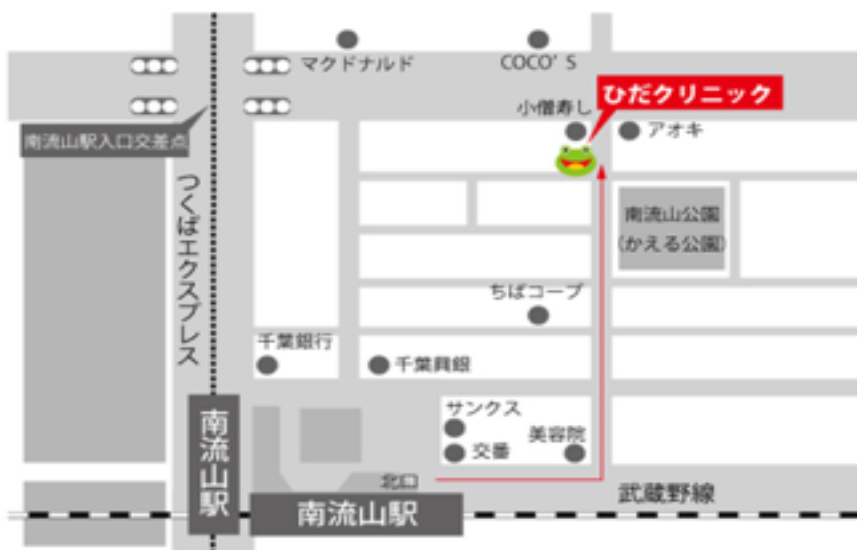 マクドナルド
COCO'S
小僧寿し
ひだクリニック
アオキ
南流山駅入口交差点
つくばエクスプレス
南流山公園
(かえる公園)
ちばコープ
千葉銀行
千葉興銀
サンクス
交番
美容院
北口
南流山駅
南流山駅
武蔵野線